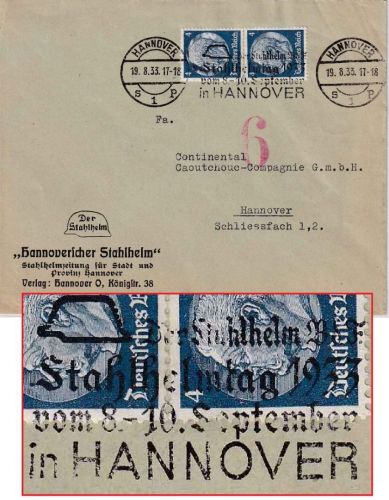 HANNOVER
19.8.33.17-18
s 1 p
4
Deutsches Reich
4
Deutsches Reich
Der Stahlhelm B.d.F.
Stahlhelmtag 1933
vom 8.-10. September
in HANNOVER
HANNOVER
19.8.33.17-18
s 1 p
Fa.
6
Continental
Caoutchouc-Compagnie G.m.b.H.
Hannover
Schliessfach 1,2.
Der
Stahlhelm
„Hannoverscher Stahlhelm“
Stahlhelmzeitung für Stadt und
Provinz Hannover
Verlag: Hannover O, Königstr. 38
Der Stahlhelm B.d.F.
Stahlhelmtag 1933
vom 8.-10. September
in HANNOVER
4
Deutsches R